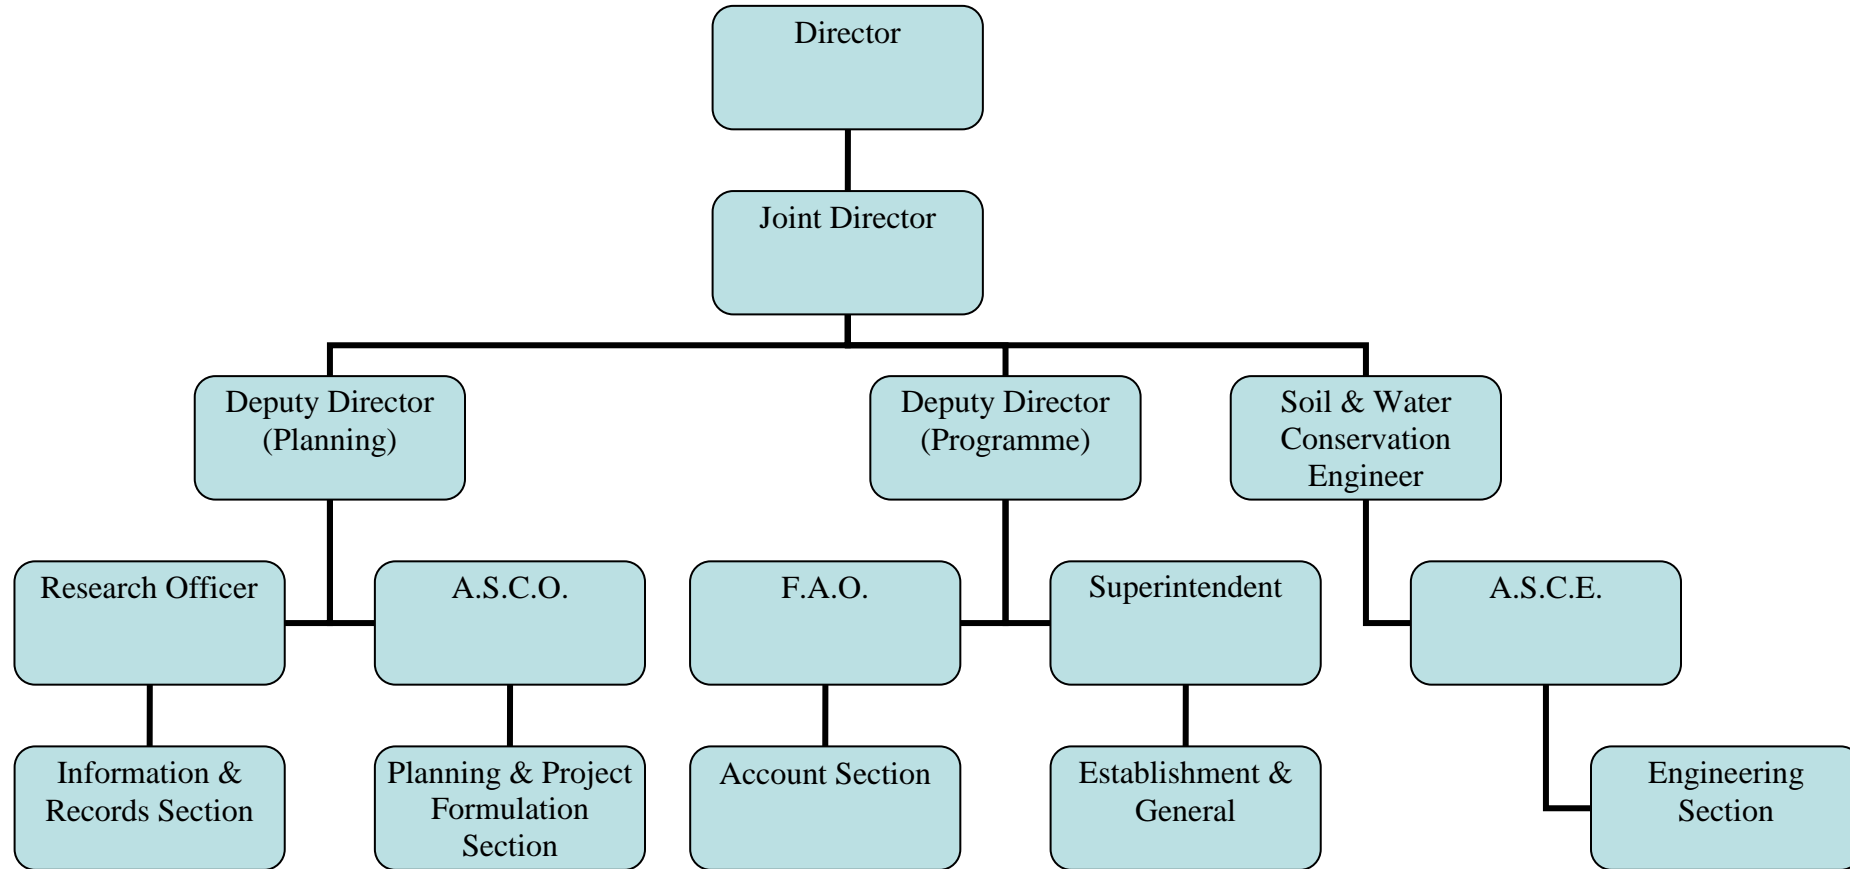 Director
Joint Director
Deputy Director
(Planning)
Deputy Director
(Programme)
Soil & Water
Conservation
Engineer
Research Officer
A.S.C.O.
F.A.O.
Superintendent
A.S.C.E.
Information &
Records Section
Planning & Project
Formulation
Section
Account Section
Establishment &
General
Engineering
Section